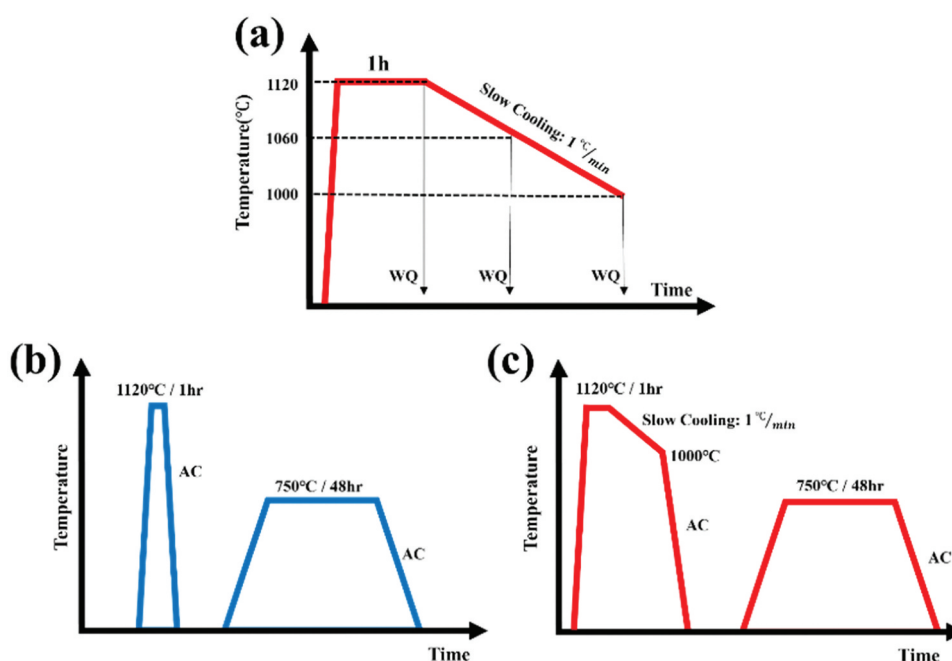 (a)
1h
Temperature(℃)
1120
1060
1000
Slow Cooling: 1 ℃/min
WQ
WQ
WQ
Time
(b)
1120℃ / 1hr
AC
750℃ / 48hr
AC
Temperature
Time
(c)
1120℃ / 1hr
Slow Cooling: 1 ℃/min
1000℃
AC
750℃ / 48hr
AC
Temperature
Time